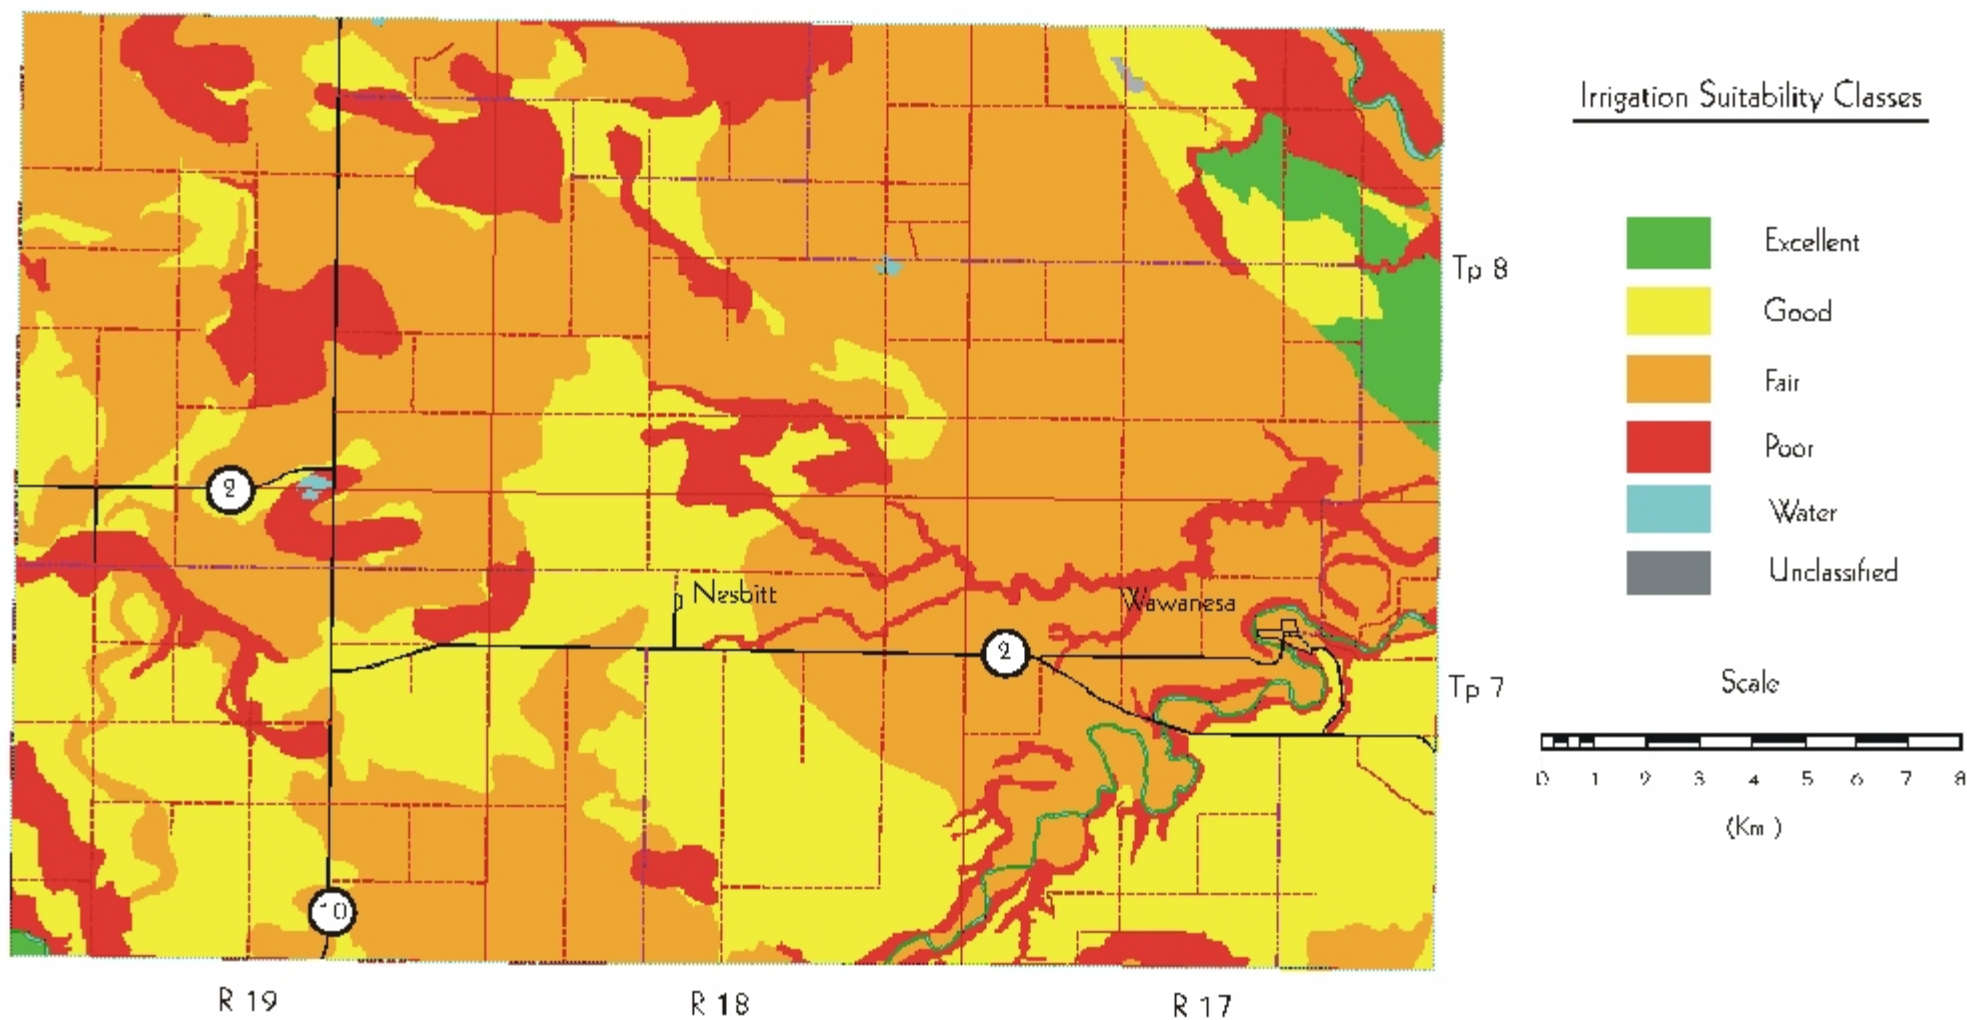 Irrigation Suitability Classes
Excellent
Tp 8
Good
Fair
Poor
2
Water
Unclassified
Nesbitt
Wawanesa
2
Tp 7
Scale
0 1 2 3 4 5 6 7 8
(Km )
10
R 19
R 18
R 17